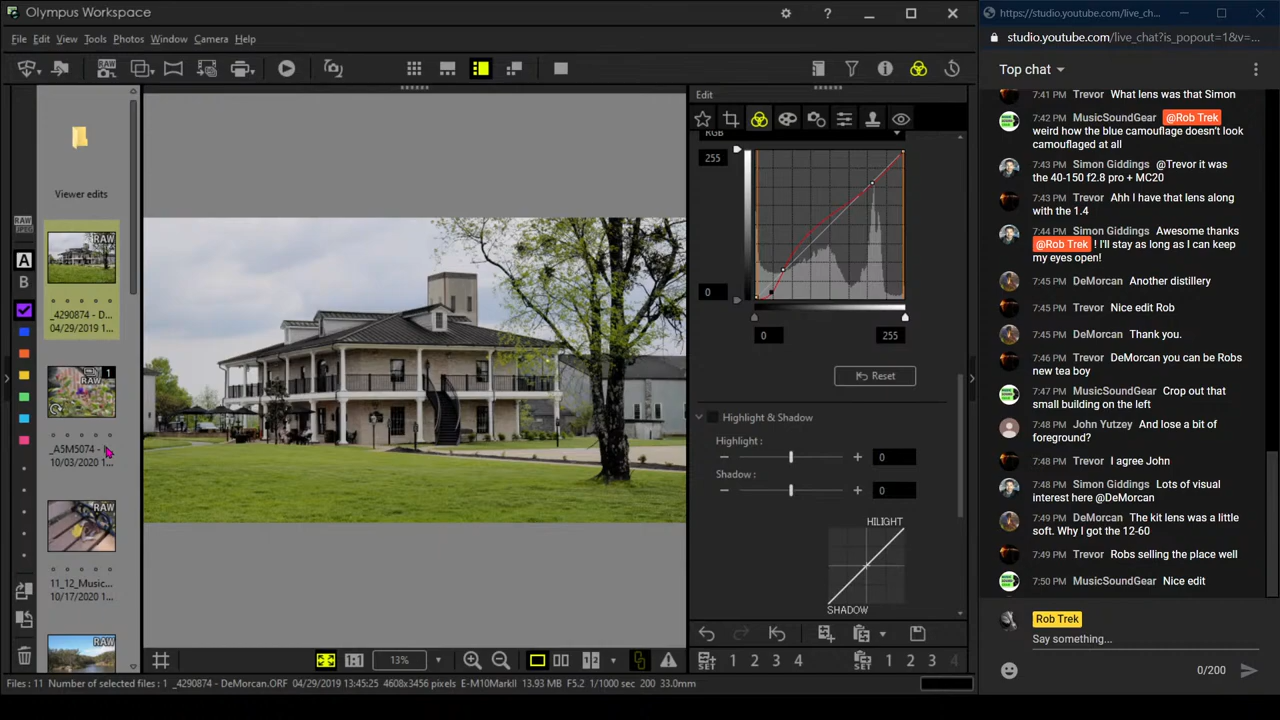 Olympus Workspace
https://studio.youtube.com/live_c...
File Edit View Tools Photos Window Camera Help
studio.youtube.com/live_chat?is_popout=1&v=...
Edit
Top chat
RGB
255
0
0 255
Reset
Highlight & Shadow
Highlight :
0
Shadow :
0
HILIGHT
SHADOW
Viewer edits
RAW
JPEG
A
B
RAW
_4290874 - D...
04/29/2019 1...
RAW 1
_A5M5074 -
10/03/2020 1...
RAW
11_12_Music...
10/17/2020 1...
RAW
1:1 13%
SET 1 2 3 4 SET 1 2 3 4
Files : 11 Number of selected files : 1 _4290874 - DeMorcan.ORF 04/29/2019 13:45:25 4608x3456 pixels E-M10MarkII 13.93 MB F5.2 1/1000 sec 200 33.0mm
7:41 PM Trevor What lens was that Simon
7:42 PM MusicSoundGear @Rob Trek
weird how the blue camouflage doesn't look
camouflaged at all
7:43 PM Simon Giddings @Trevor it was
the 40-150 f2.8 pro + MC20
7:43 PM Trevor Ahh I have that lens along
with the 1.4
7:44 PM Simon Giddings Awesome thanks
@Rob Trek ! I'll stay as long as I can keep
my eyes open!
7:45 PM DeMorcan Another distillery
7:45 PM Trevor Nice edit Rob
7:45 PM DeMorcan Thank you.
7:46 PM Trevor DeMorcan you can be Robs
new tea boy
7:47 PM MusicSoundGear Crop out that
small building on the left
7:48 PM John Yutzey And lose a bit of
foreground?
7:48 PM Trevor I agree John
7:48 PM Simon Giddings Lots of visual
interest here @DeMorcan
7:49 PM DeMorcan The kit lens was a little
soft. Why I got the 12-60
7:49 PM Trevor Robs selling the place well
7:50 PM MusicSoundGear Nice edit
Rob Trek
Say something...
0/200